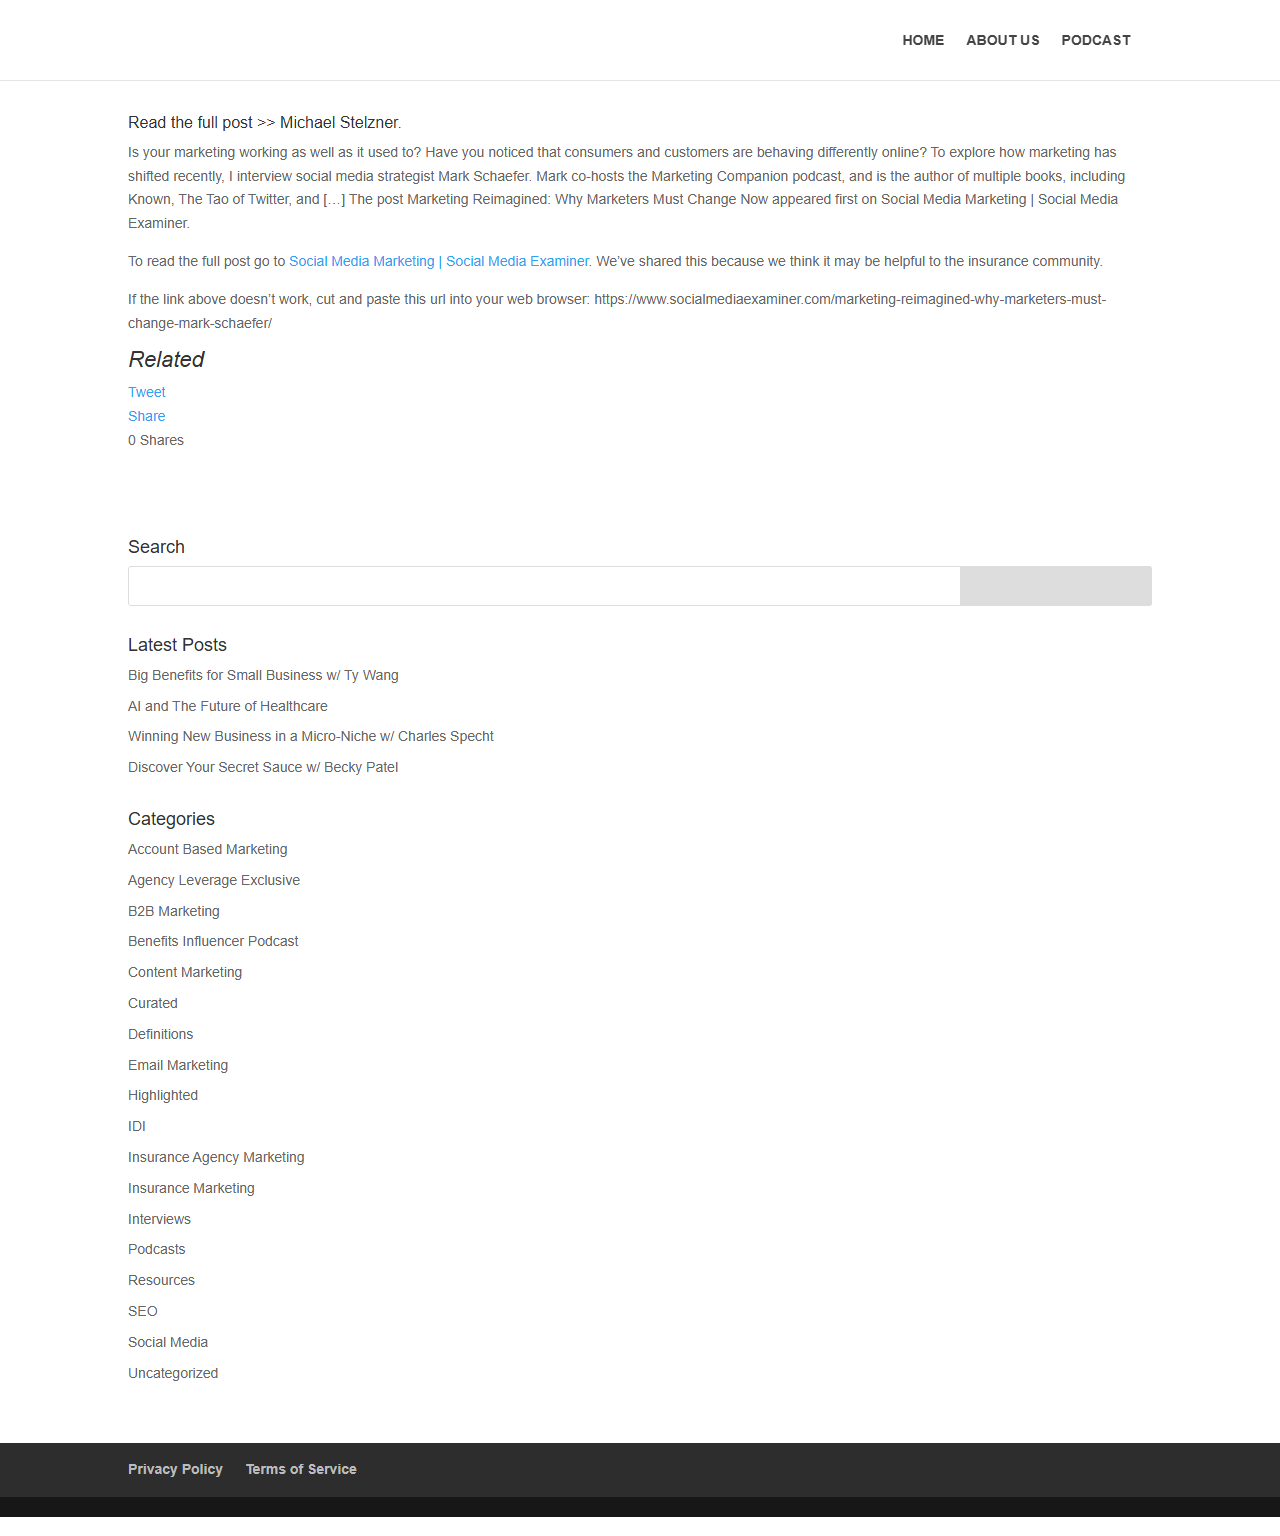 HOME ABOUT US PODCAST
Read the full post >> Michael Stelzner.
Is your marketing working as well as it used to? Have you noticed that consumers and customers are behaving differently online? To explore how marketing has
shifted recently, I interview social media strategist Mark Schaefer. Mark co-hosts the Marketing Companion podcast, and is the author of multiple books, including
Known, The Tao of Twitter, and […] The post Marketing Reimagined: Why Marketers Must Change Now appeared first on Social Media Marketing | Social Media
Examiner.
To read the full post go to Social Media Marketing | Social Media Examiner. We’ve shared this because we think it may be helpful to the insurance community.
If the link above doesn’t work, cut and paste this url into your web browser: https://www.socialmediaexaminer.com/marketing-reimagined-why-marketers-must-
change-mark-schaefer/
Related
Tweet
Share
0 Shares
Search
Latest Posts
Big Benefits for Small Business w/ Ty Wang
AI and The Future of Healthcare
Winning New Business in a Micro-Niche w/ Charles Specht
Discover Your Secret Sauce w/ Becky Patel
Categories
Account Based Marketing
Agency Leverage Exclusive
B2B Marketing
Benefits Influencer Podcast
Content Marketing
Curated
Definitions
Email Marketing
Highlighted
IDI
Insurance Agency Marketing
Insurance Marketing
Interviews
Podcasts
Resources
SEO
Social Media
Uncategorized
Privacy Policy Terms of Service